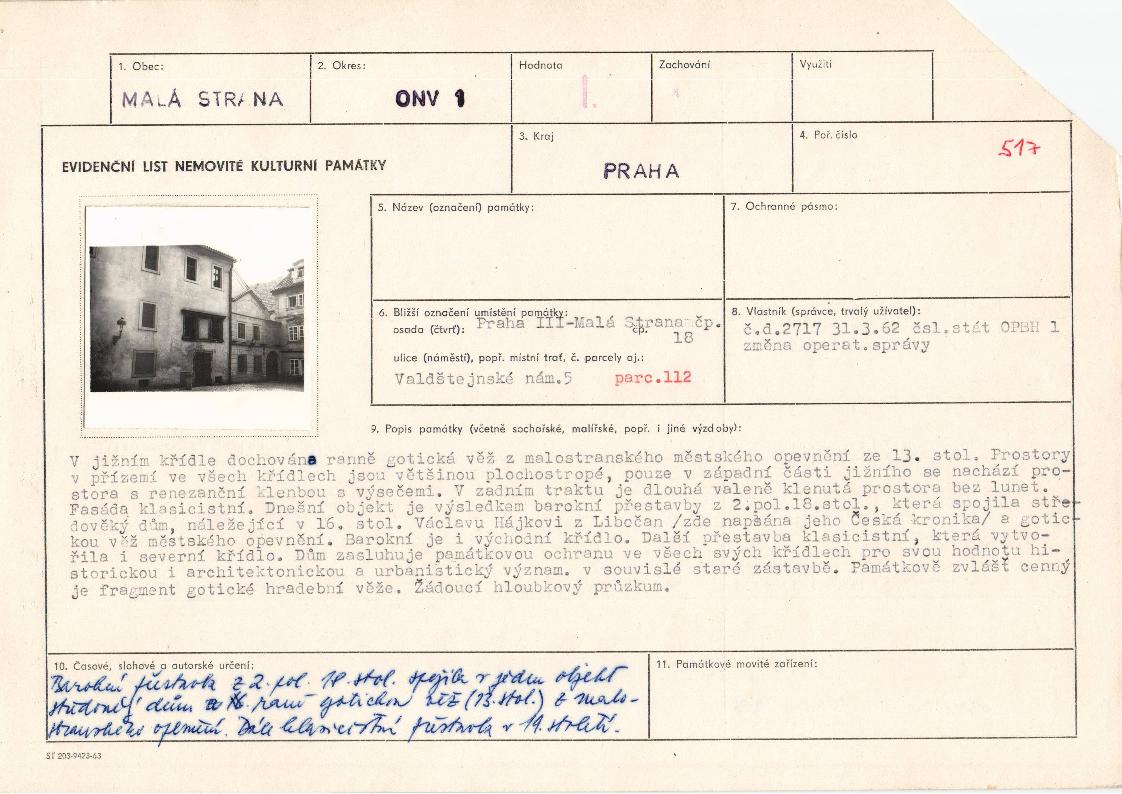 1. Obec:
MALÁ STRANA
2. Okres:
ONV 1
Hodnota
I.
Zachování
Využití
EVIDENČNÍ LIST NEMOVITÉ KULTURNÍ PAMÁTKY
3. Kraj
PRAHA
4. Poř. číslo
517
5. Název (označení) památky:
7. Ochranné pásmo:
6. Bližší označení umístění památky:
osada (čtvrť): Praha III-Malá Strana čp.
čp.
18
ulice (náměstí), popř. místní trať, č. parcely aj.:
Valdštejnské nám.5 parc.112
8. Vlastník (správce, trvalý uživatel):
č.d.2717 31.3.62 čsl.stát OPBH 1
změna operat.správy
9. Popis památky (včetně sochařské, malířské, popř. i jiné výzdoby):
V jižním křídle dochována ranně gotická věž z malostranského městského opevnění ze 13. stol. Prostory
v přízemí ve všech křídlech jsou většinou plochostropé, pouze v západní části jižního se nachází pro-
stora s renezanční klenbou s výsečemi. V zadním traktu je dlouhá valeně klenutá prostora bez lunet.
Fasáda klasicistní. Dnešní objekt je výsledkem barokní přestavby z 2.pol.18.stol., která spojila stře-
dověký dům, náležející v 16. stol. Václavu Hájkovi z Libočan /zde napsána jeho Česká kronika/ a gotic-
kou věž městského opevnění. Barokní je i východní křídlo. Další přestavba klasicistní, která vytvo-
řila i severní křídlo. Dům zasluhuje památkovou ochranu ve všech svých křídlech pro svou hodnotu hi-
storickou i architektonickou a urbanistický význam. v souvislé staré zástavbě. Památkově zvlášť cenný
je fragment gotické hradební věže. Žádoucí hloubkový průzkum.
10. Časové, slohové a autorské určení:
Barokní přestavba z 2. pol. 18. stol. spojila v jeden objekt
středověký dům raně gotickou věž (13. stol.) z malo-
stranského opevnění. Dále klasicistní přestavba v 19. století.
11. Památkové movité zařízení:
ST 203-9423-63